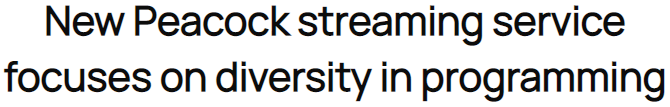 New Peacock streaming service
focuses on diversity in programming